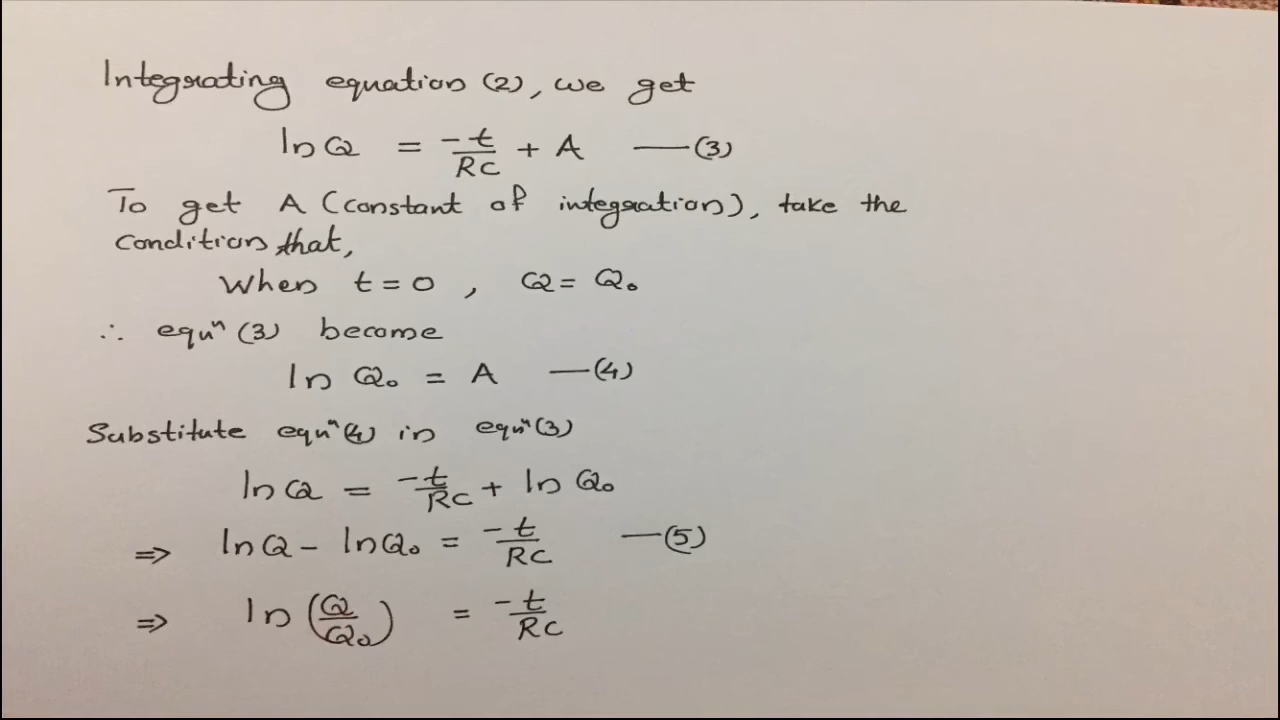 Integrating equation (2), we get
ln Q = -t/RC + A —(3)
To get A (constant of integration), take the
condition that,
When t = 0 , Q = Q₀
∴ equⁿ (3) become
ln Q₀ = A —(4)
Substitute equⁿ (4) in equⁿ (3)
ln Q = -t/RC + ln Q₀
⇒ ln Q - ln Q₀ = -t/RC —(5)
⇒ ln (Q/Q₀) = -t/RC